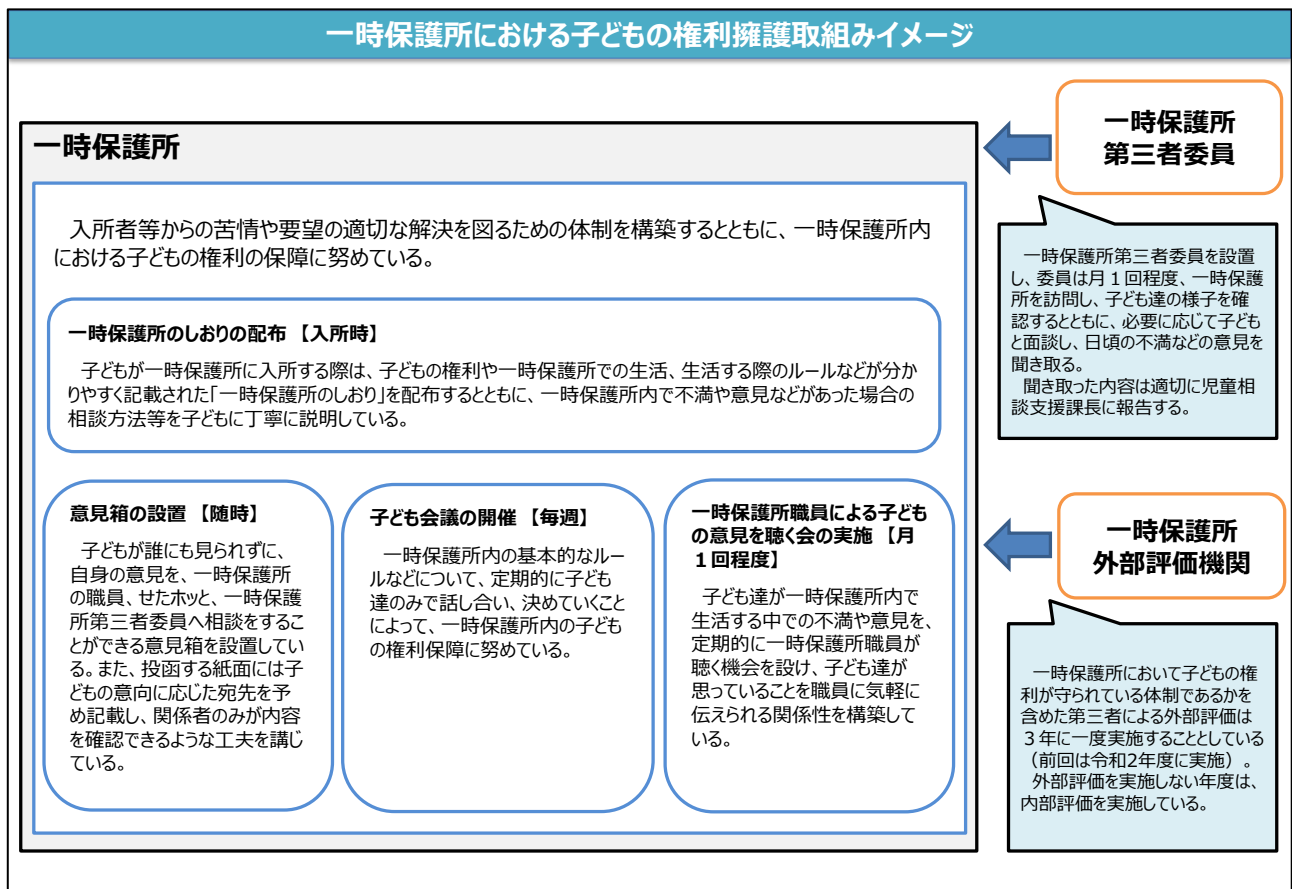 一時保護所における子どもの権利擁護取組みイメージ
一時保護所
入所者等からの苦情や要望の適切な解決を図るための体制を構築するとともに、一時保護所内
における子どもの権利の保障に努めている。
一時保護所のしおりの配布 【入所時】
子どもが一時保護所に入所する際は、子どもの権利や一時保護所での生活、生活する際のルールなどが分か
りやすく記載された「一時保護所のしおり」を配布するとともに、一時保護所内で不満や意見などがあった場合の
相談方法等を子どもに丁寧に説明している。
意見箱の設置 【随時】
子どもが誰にも見られずに、
自身の意見を、一時保護所
の職員、せたホッと、一時保護
所第三者委員へ相談をするこ
とができる意見箱を設置してい
る。また、投函する紙面には子
どもの意向に応じた宛先を予
め記載し、関係者のみが内容
を確認できるような工夫を講じ
ている。
子ども会議の開催 【毎週】
一時保護所内の基本的なルー
ルなどについて、定期的に子ども
達のみで話し合い、決めていくこと
によって、一時保護所内の子ども
の権利保障に努めている。
一時保護所職員による子ども
の意見を聴く会の実施 【月
1回程度】
子ども達が一時保護所内で
生活する中での不満や意見を、
定期的に一時保護所職員が
聴く機会を設け、子ども達が
思っていることを職員に気軽に
伝えられる関係性を構築して
いる。
一時保護所
第三者委員
一時保護所第三者委員を設置
し、委員は月1回程度、一時保護
所を訪問し、子ども達の様子を確
認するとともに、必要に応じて子ども
と面談し、日頃の不満などの意見を
聞き取る。
聞き取った内容は適切に児童相
談支援課長に報告する。
一時保護所
外部評価機関
一時保護所において子どもの権
利が守られている体制であるかを
含めた第三者による外部評価は
3年に一度実施することとしている
（前回は令和2年度に実施）。
外部評価を実施しない年度は、
内部評価を実施している。